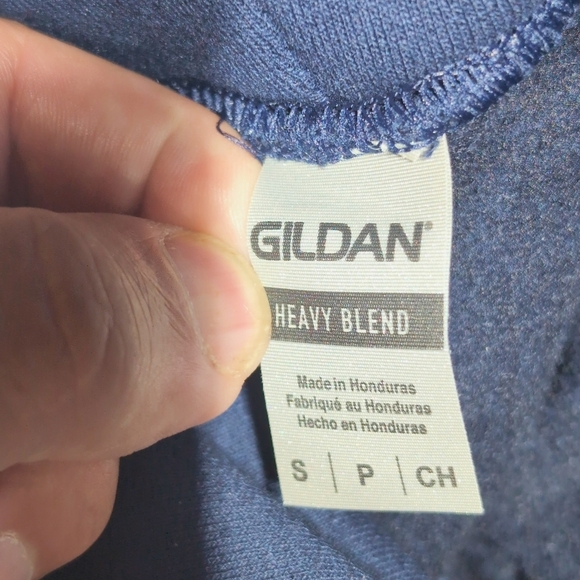 GILDAN®
HEAVY BLEND
Made in Honduras
Fabriqué au Honduras
Hecho en Honduras
S | P | CH